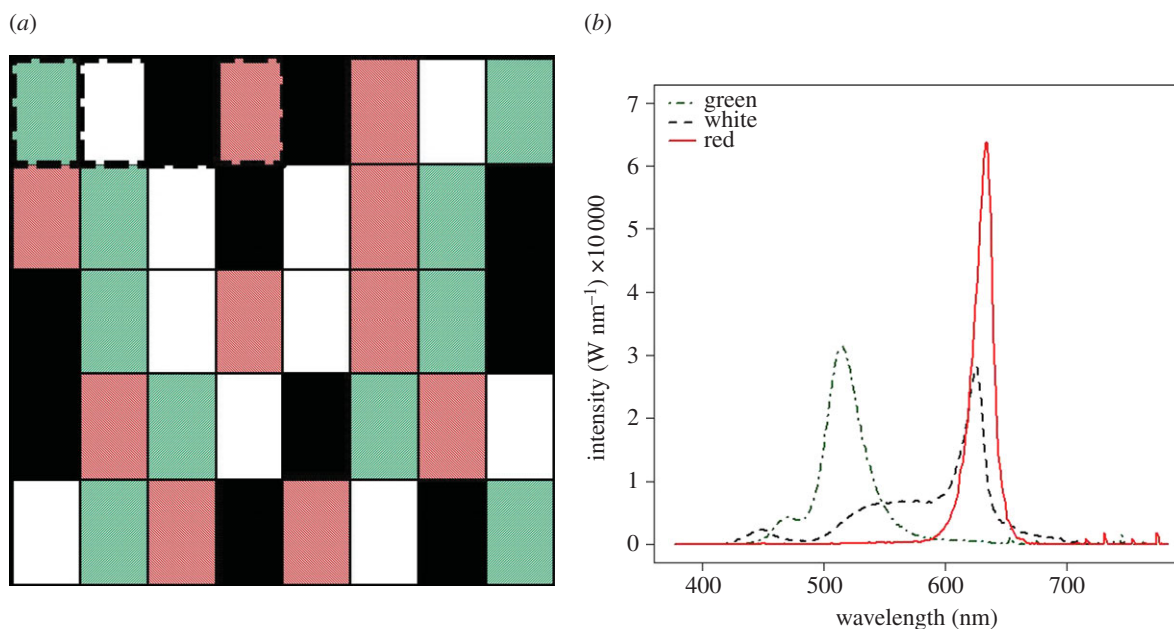 (a)
(b)
7
6
5
4
3
2
1
0
intensity (W nm⁻¹) ×10 000
green
white
red
400 500 600 700
wavelength (nm)